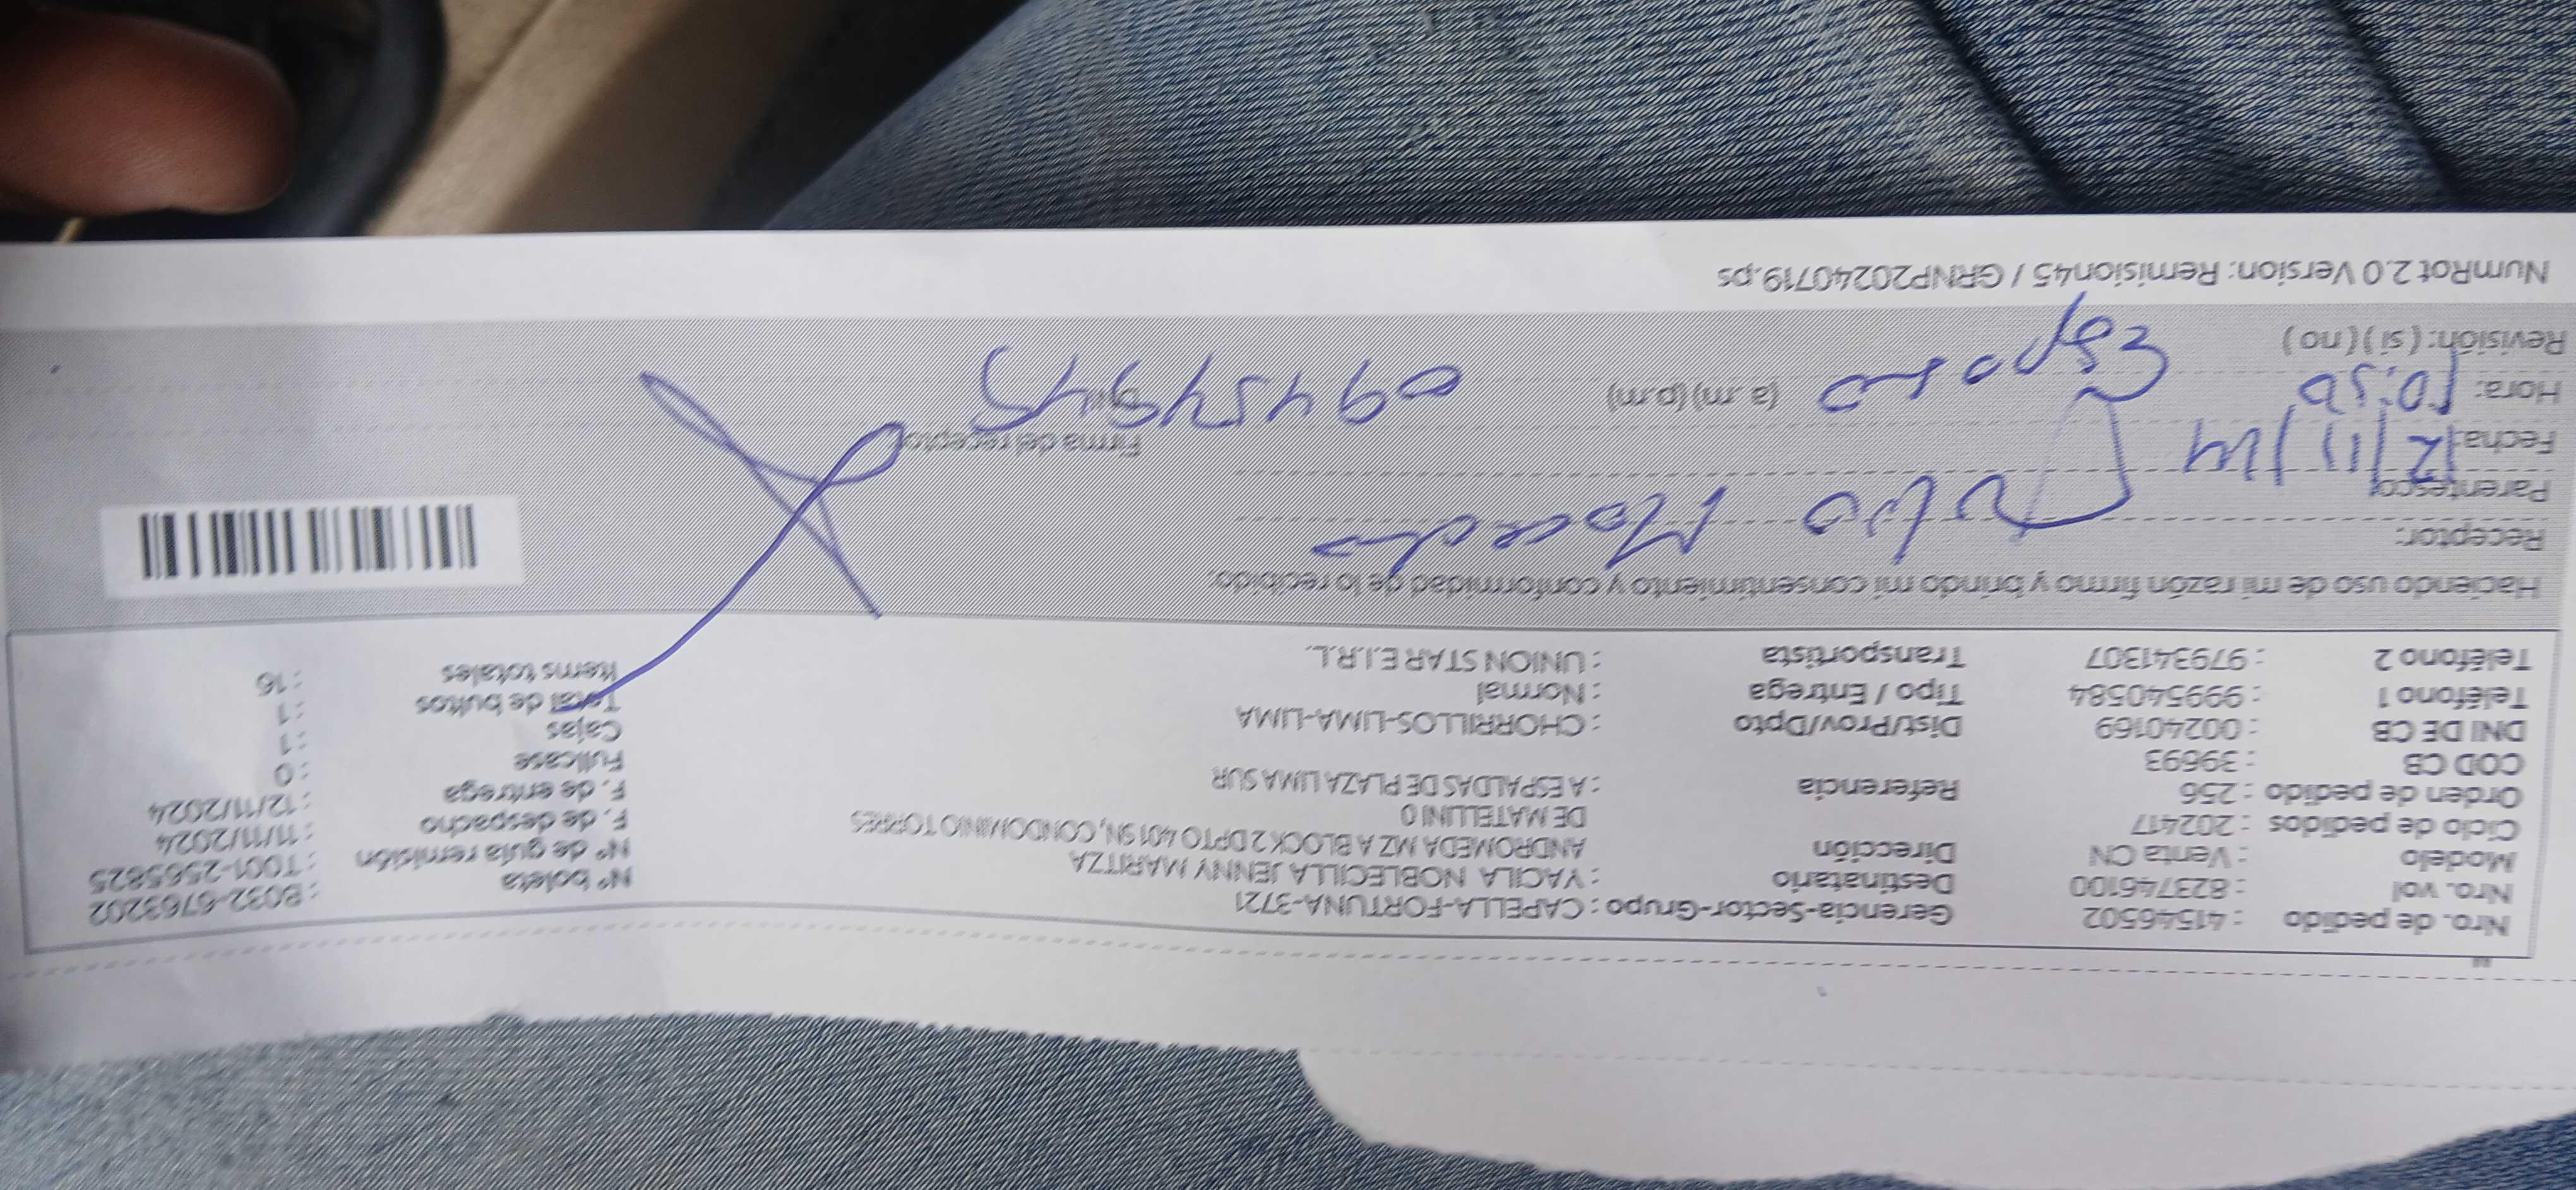 Nro. de pedido : 41546502 Gerencia-Sector-Grupo : CAPELLA-FORTUNA-3721 Nº boleta : B032-6763202
Nro. vol : 823746100 Destinatario : YACILA NOBLECILLA JENNY MARITZA Nº de guía remisión : T001-2565825
Modelo : Venta CN Dirección ANDROMEDA MZ A BLOCK 2 DPTO 401 SN, CONDOMINIO TORRES F. de despacho : 11/11/2024
Ciclo de pedidos : 202417 DE MATELLINI 0 F. de entrega : 12/11/2024
Orden de pedido : 256 Referencia : A ESPALDAS DE PLAZA LIMA SUR Fullcase : 0
COD CB : 39693 Cajas : 1
DNI DE CB : 00240169 Dist/Prov/Dpto : CHORRILLOS-LIMA-LIMA Total de bultos : 1
Teléfono 1 : 999540584 Tipo / Entrega : Normal Items totales : 16
Teléfono 2 : 979341307 Transportista : UNION STAR E.I.R.L.
Haciendo uso de mi razón firmo y brindo mi consentimiento y conformidad de lo recibido.
Receptor:
Parentesco:
Fecha: 12/11/ Firma del receptor
Hora: 10:50 (a.m) (p.m) Esposo
Revisión: ( sí ) ( no )
NumRot 2.0 Version: Remision45 / GRNP20240719.ps